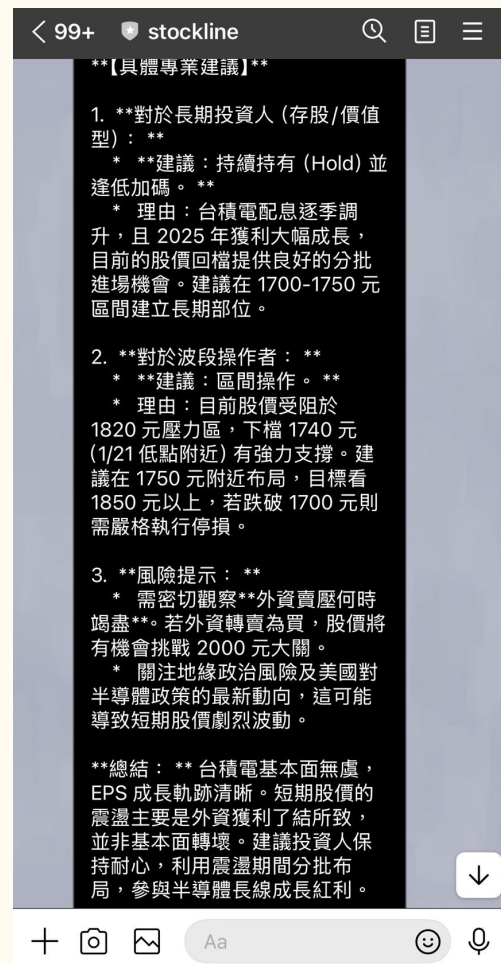 99+ stockline
**【具體專業建議】**
1. **對於長期投資人 (存股/價值
型)： **
* **建議：持續持有 (Hold) 並
逢低加碼。 **
* 理由：台積電配息逐季調
升，且 2025 年獲利大幅成長，
目前的股價回檔提供良好的分批
進場機會。建議在 1700-1750 元
區間建立長期部位。
2. **對於波段操作者： **
* **建議：區間操作。 **
* 理由：目前股價受阻於
1820 元壓力區，下檔 1740 元
(1/21 低點附近) 有強力支撐。建
議在 1750 元附近布局，目標看
1850 元以上，若跌破 1700 元則
需嚴格執行停損。
3. **風險提示： **
* 需密切觀察**外資賣壓何時
竭盡**。若外資轉賣為買，股價將
有機會挑戰 2000 元大關。
* 關注地緣政治風險及美國對
半導體政策的最新動向，這可能
導致短期股價劇烈波動。
**總結： ** 台積電基本面無虞，
EPS 成長軌跡清晰。短期股價的
震盪主要是外資獲利了結所致，
並非基本面轉壞。建議投資人保
持耐心，利用震盪期間分批布
局，參與半導體長線成長紅利。
Aa